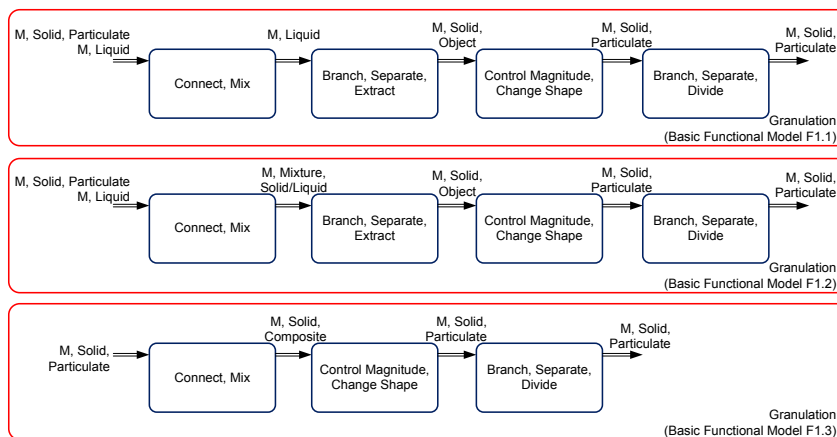 M, Solid, Particulate
M, Liquid
Connect, Mix
M, Liquid
Branch, Separate,
Extract
M, Solid,
Object
Control Magnitude,
Change Shape
M, Solid,
Particulate
Branch, Separate,
Divide
M, Solid,
Particulate
Granulation
(Basic Functional Model F1.1)
M, Solid, Particulate
M, Liquid
Connect, Mix
M, Mixture,
Solid/Liquid
Branch, Separate,
Extract
M, Solid,
Object
Control Magnitude,
Change Shape
M, Solid,
Particulate
Branch, Separate,
Divide
M, Solid,
Particulate
Granulation
(Basic Functional Model F1.2)
M, Solid,
Particulate
Connect, Mix
M, Solid,
Composite
Control Magnitude,
Change Shape
M, Solid,
Particulate
Branch, Separate,
Divide
M, Solid,
Particulate
Granulation
(Basic Functional Model F1.3)